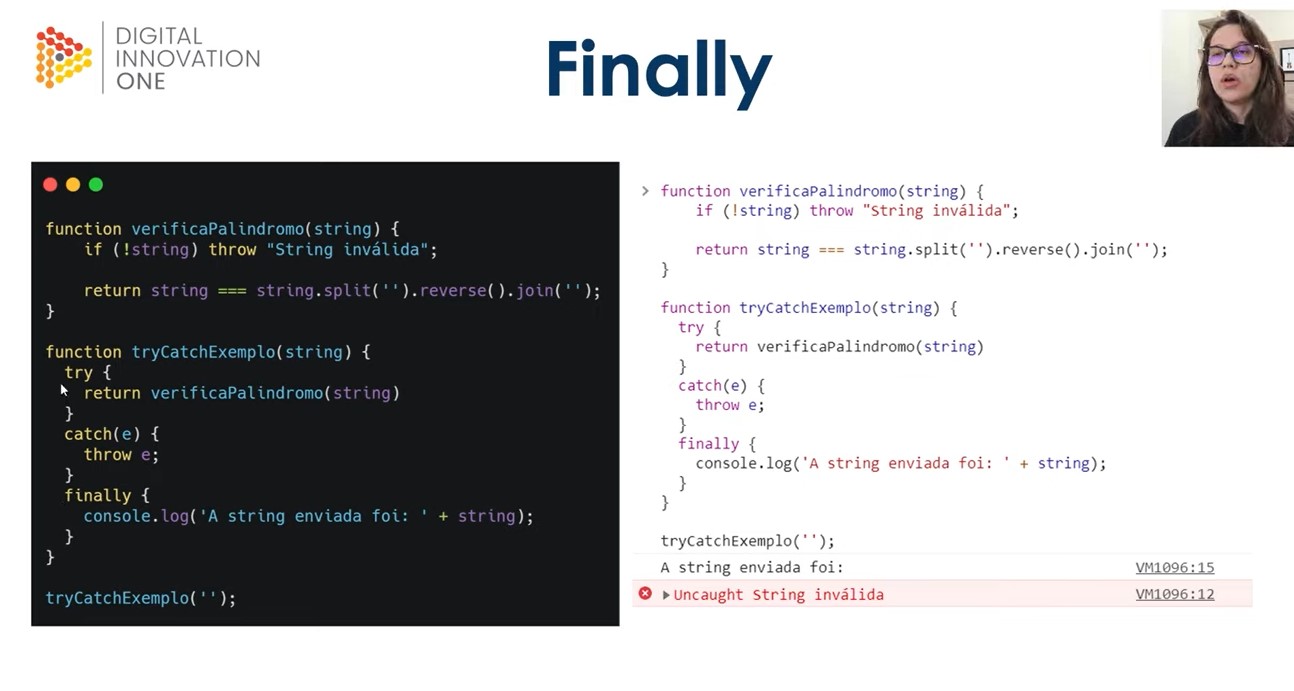 DIGITAL
INNOVATION
ONE
Finally
function verificaPalindromo(string) {
    if (!string) throw "String inválida";

    return string === string.split('').reverse().join('');
}

function tryCatchExemplo(string) {
  try {
    return verificaPalindromo(string)
  }
  catch(e) {
    throw e;
  }
  finally {
    console.log('A string enviada foi: ' + string);
  }
}

tryCatchExemplo('');
> function verificaPalindromo(string) {
    if (!string) throw "String inválida";

    return string === string.split('').reverse().join('');
}

function tryCatchExemplo(string) {
  try {
    return verificaPalindromo(string)
  }
  catch(e) {
    throw e;
  }
  finally {
    console.log('A string enviada foi: ' + string);
  }
}

tryCatchExemplo('');
A string enviada foi: VM1096:15
Uncaught String inválida VM1096:12